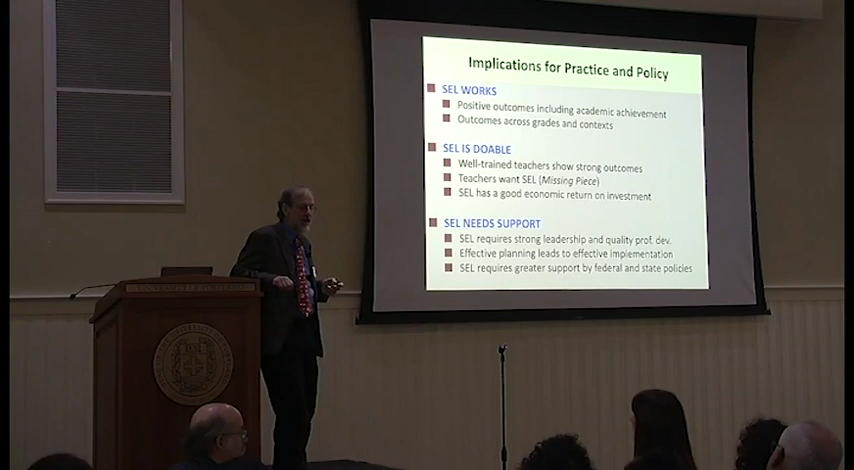 Implications for Practice and Policy
SEL WORKS
Positive outcomes including academic achievement
Outcomes across grades and contexts
SEL IS DOABLE
Well-trained teachers show strong outcomes
Teachers want SEL (Missing Piece)
SEL has a good economic return on investment
SEL NEEDS SUPPORT
SEL requires strong leadership and quality prof. dev.
Effective planning leads to effective implementation
SEL requires greater support by federal and state policies